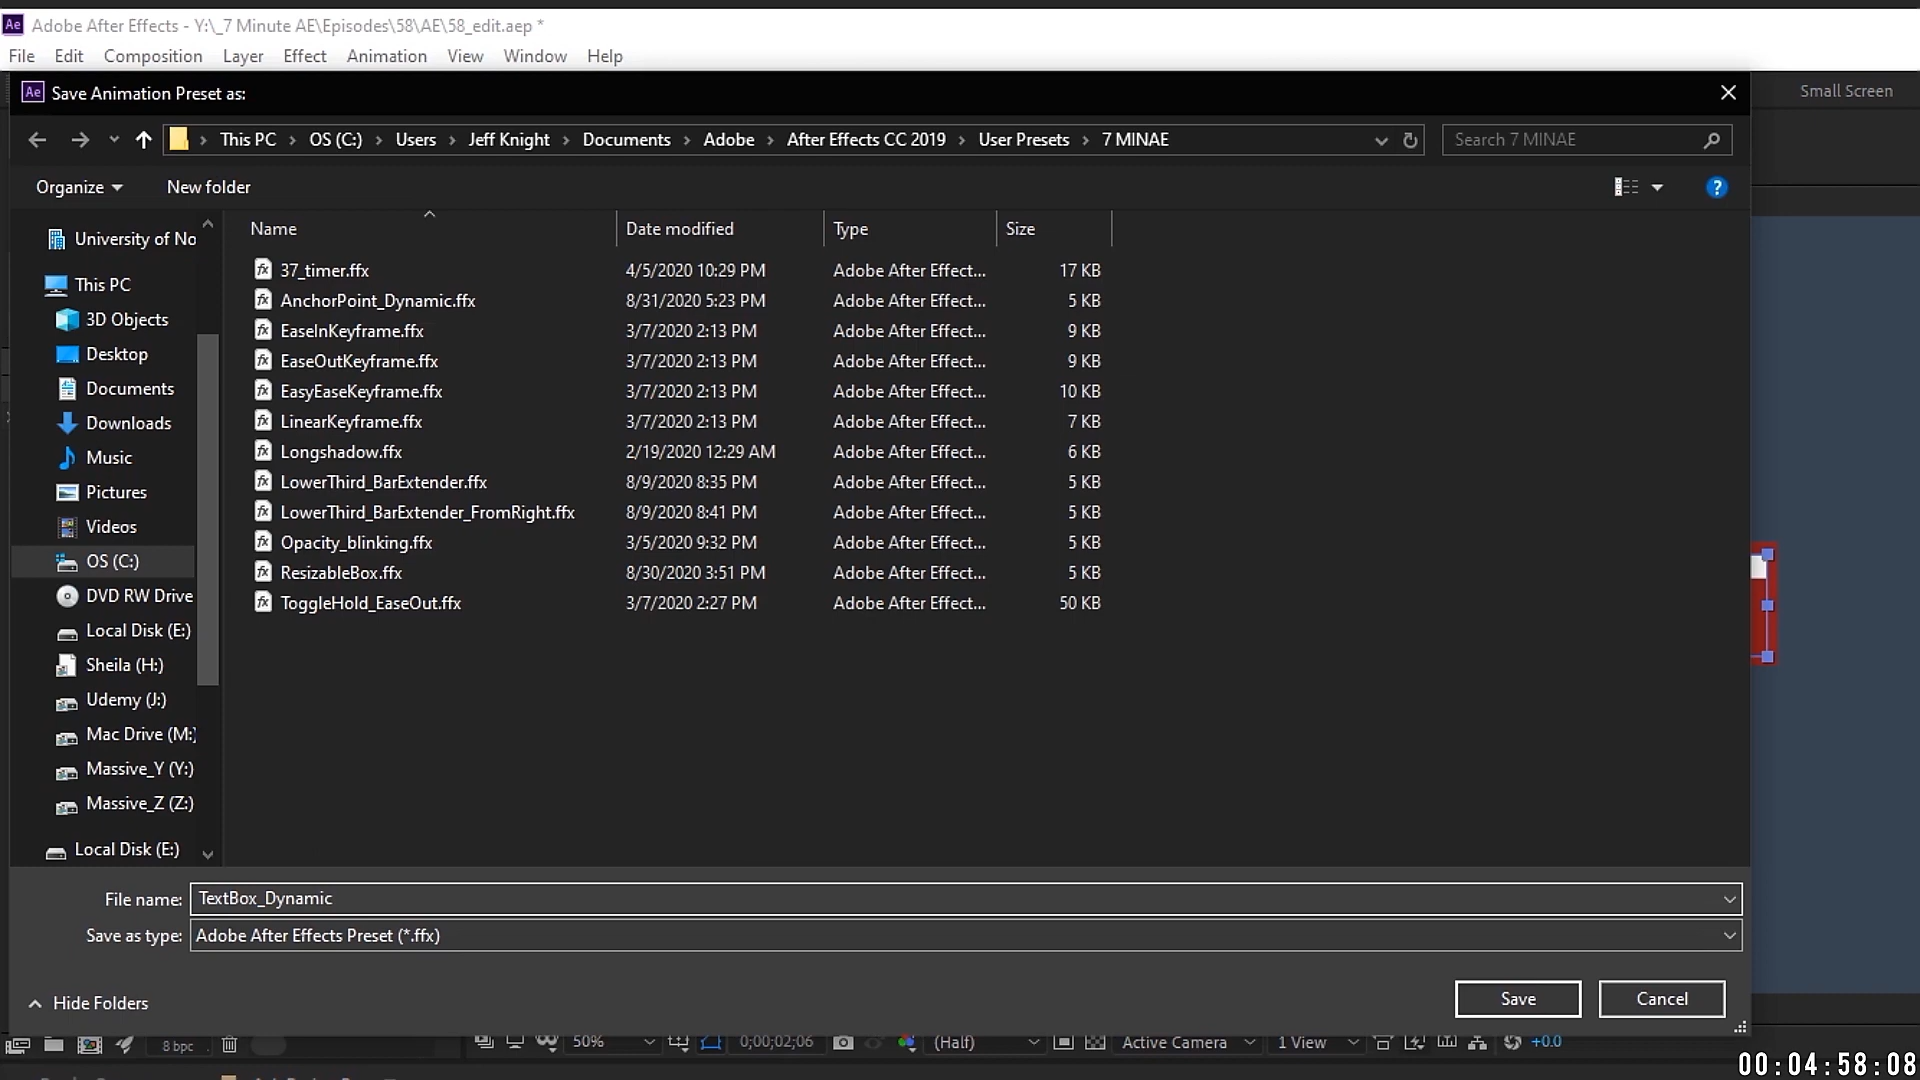 Ae Adobe After Effects - Y:\_7 Minute AE\Episodes\58\AE\58_edit.aep *
File Edit Composition Layer Effect Animation View Window Help
Ae Save Animation Preset as:
Small Screen
This PC OS (C:) Users Jeff Knight Documents Adobe After Effects CC 2019 User Presets 7 MINAE
Search 7 MINAE
Organize New folder
?
Name Date modified Type Size
37_timer.ffx 4/5/2020 10:29 PM Adobe After Effect... 17 KB
AnchorPoint_Dynamic.ffx 8/31/2020 5:23 PM Adobe After Effect... 5 KB
EaseInKeyframe.ffx 3/7/2020 2:13 PM Adobe After Effect... 9 KB
EaseOutKeyframe.ffx 3/7/2020 2:13 PM Adobe After Effect... 9 KB
EasyEaseKeyframe.ffx 3/7/2020 2:13 PM Adobe After Effect... 10 KB
LinearKeyframe.ffx 3/7/2020 2:13 PM Adobe After Effect... 7 KB
Longshadow.ffx 2/19/2020 12:29 AM Adobe After Effect... 6 KB
LowerThird_BarExtender.ffx 8/9/2020 8:35 PM Adobe After Effect... 5 KB
LowerThird_BarExtender_FromRight.ffx 8/9/2020 8:41 PM Adobe After Effect... 5 KB
Opacity_blinking.ffx 3/5/2020 9:32 PM Adobe After Effect... 5 KB
ResizableBox.ffx 8/30/2020 3:51 PM Adobe After Effect... 5 KB
ToggleHold_EaseOut.ffx 3/7/2020 2:27 PM Adobe After Effect... 50 KB
University of No
This PC
3D Objects
Desktop
Documents
Downloads
Music
Pictures
Videos
OS (C:)
DVD RW Drive
Local Disk (E:)
Sheila (H:)
Udemy (J:)
Mac Drive (M:)
Massive_Y (Y:)
Massive_Z (Z:)
Local Disk (E:)
File name: TextBox_Dynamic
Save as type: Adobe After Effects Preset (*.ffx)
Hide Folders
Save Cancel
8 bpc 50% 0;00;02;06 (Half) Active Camera 1 View +0.0
00:04:58:08